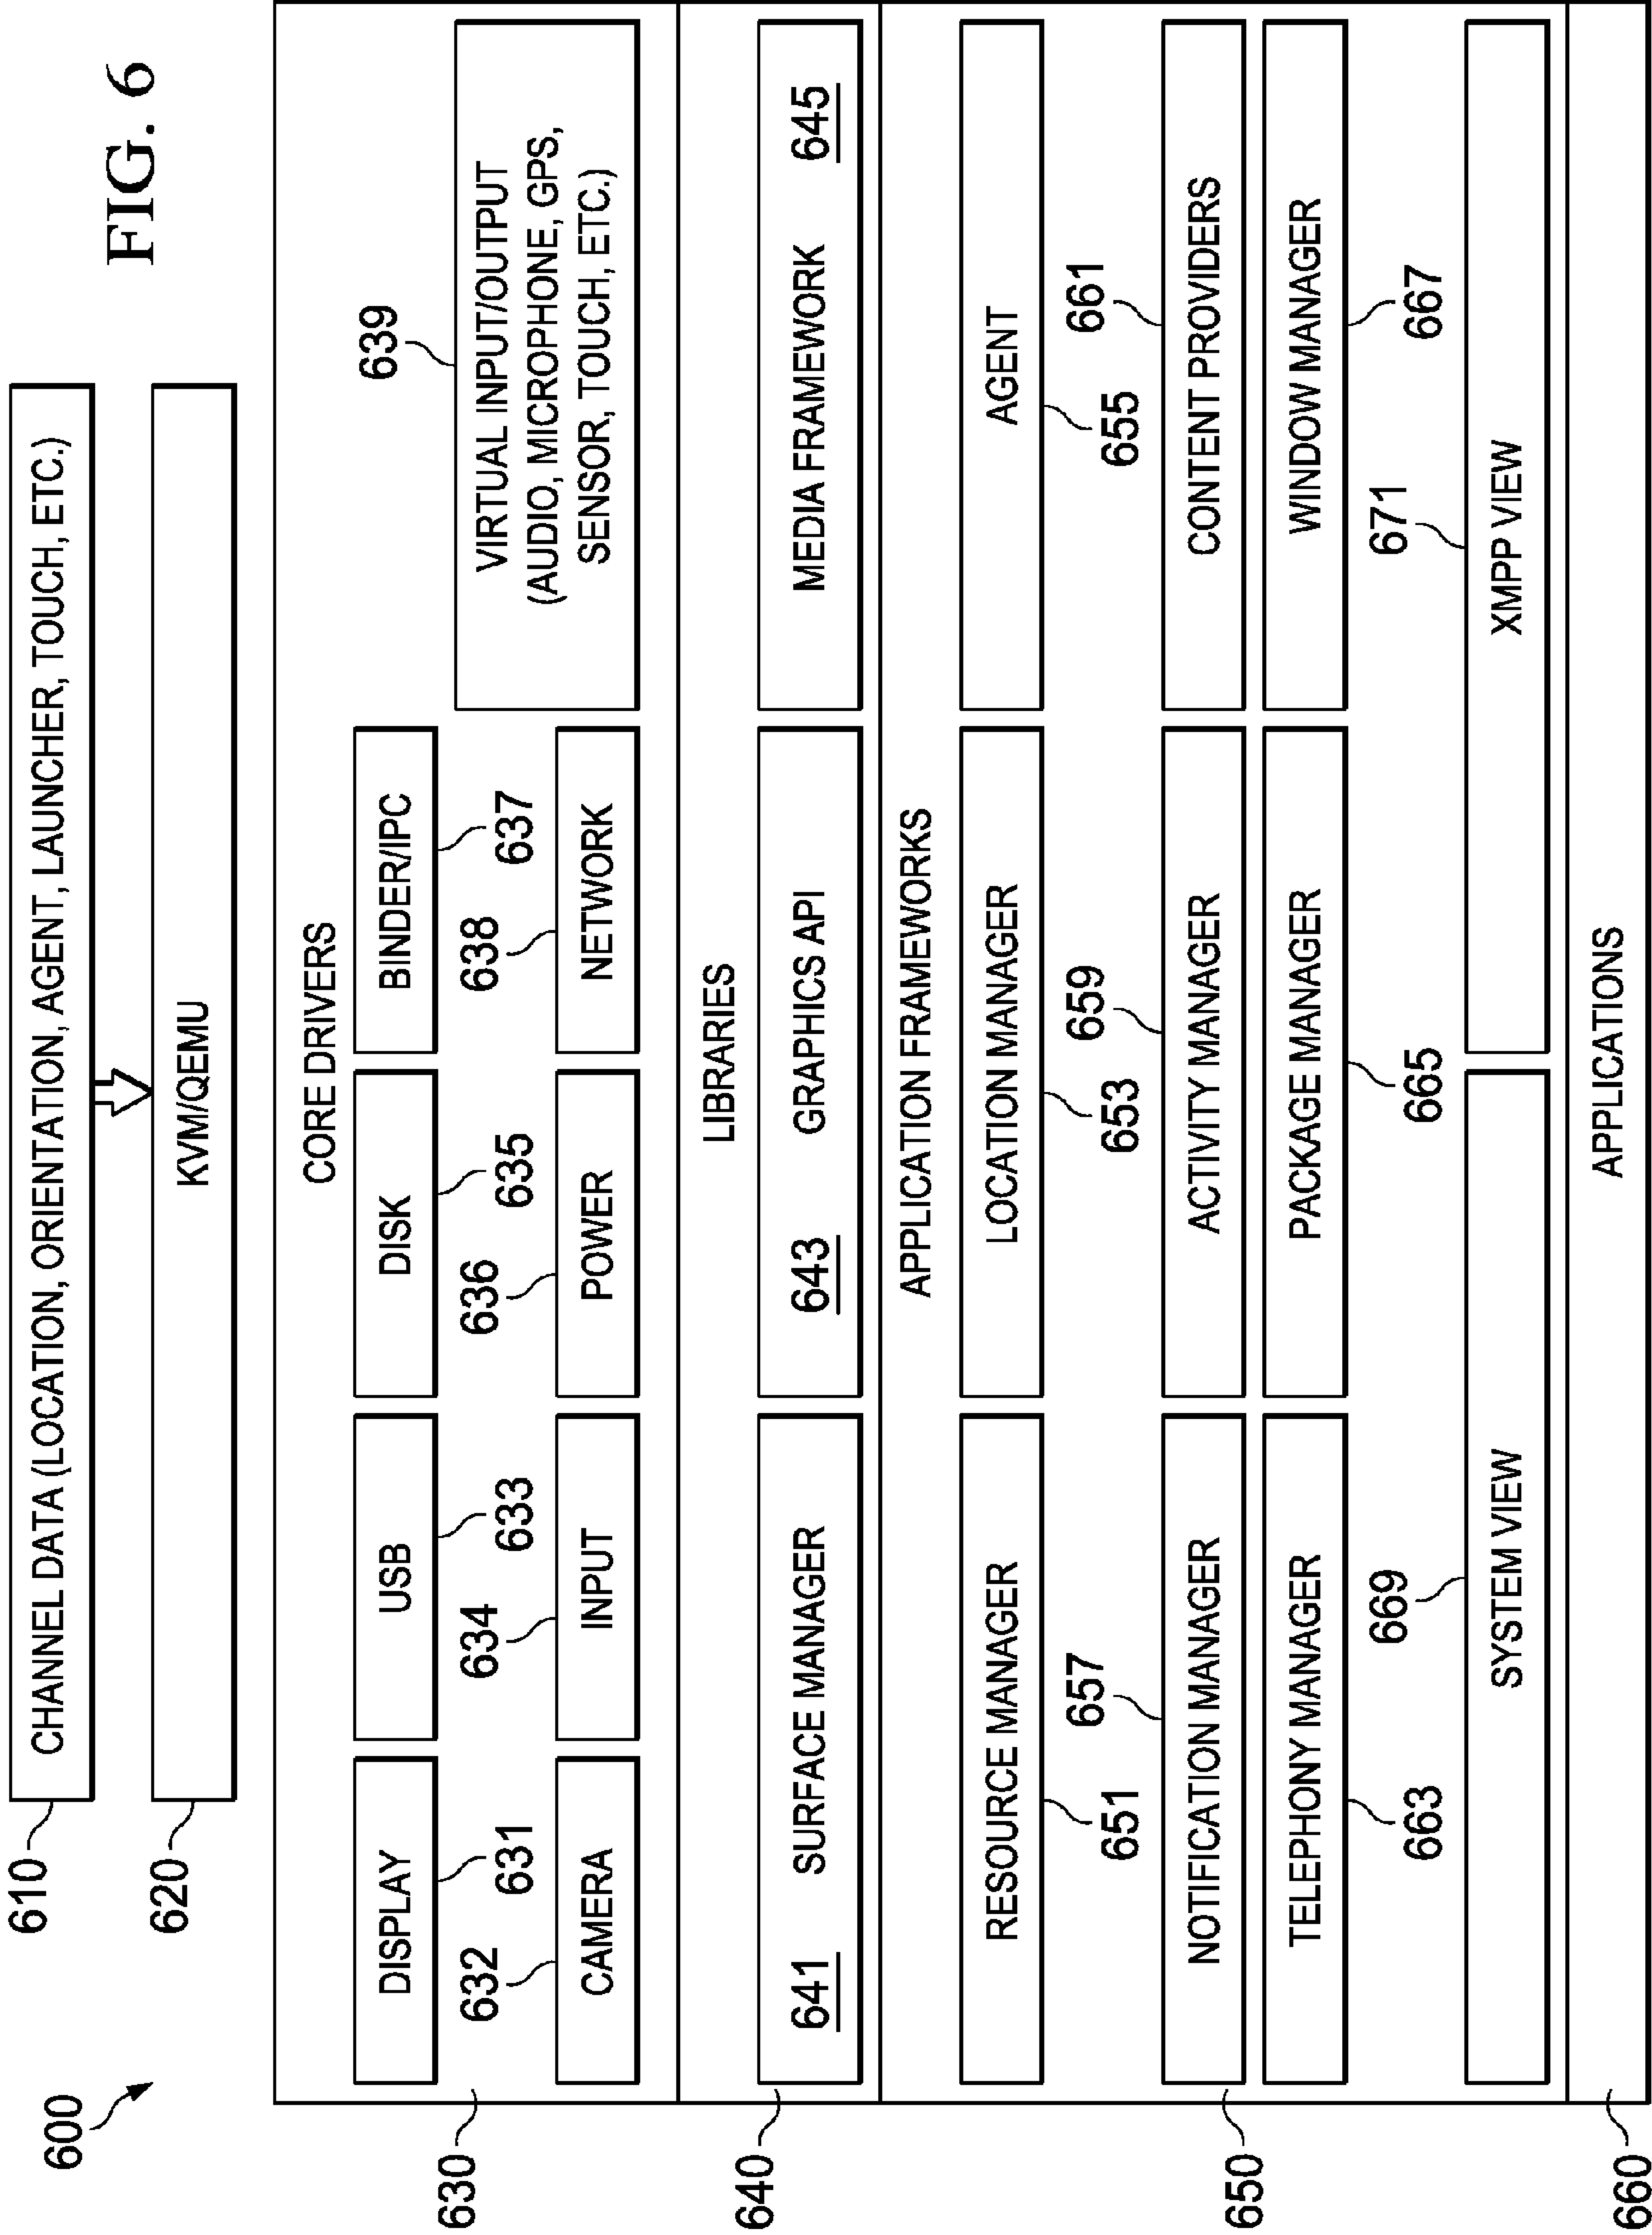 FIG. 6
600
610
CHANNEL DATA (LOCATION, ORIENTATION, AGENT, LAUNCHER, TOUCH, ETC.)
620
KVM/QEMU
630
CORE DRIVERS
DISPLAY
631
USB
633
DISK
635
BINDER/IPC
637
639
632
CAMERA
634
INPUT
636
POWER
638
NETWORK
VIRTUAL INPUT/OUTPUT
(AUDIO, MICROPHONE, GPS,
SENSOR, TOUCH, ETC.)
640
LIBRARIES
641
SURFACE MANAGER
643
GRAPHICS API
MEDIA FRAMEWORK
645
650
APPLICATION FRAMEWORKS
RESOURCE MANAGER
651
LOCATION MANAGER
653
AGENT
655
657
NOTIFICATION MANAGER
659
ACTIVITY MANAGER
661
CONTENT PROVIDERS
TELEPHONY MANAGER
663
PACKAGE MANAGER
665
WINDOW MANAGER
667
669
SYSTEM VIEW
671
XMPP VIEW
660
APPLICATIONS